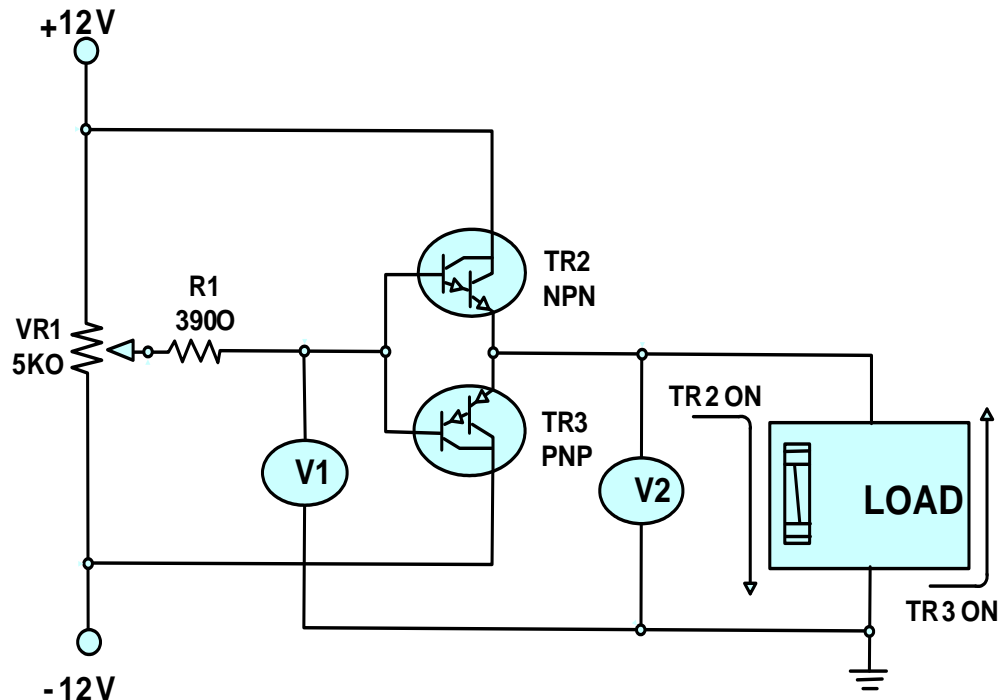 +12V
TR2
NPN
R1
390O
VR1
5KO
TR3
PNP
TR2 ON
V1
V2
LOAD
TR3 ON
-12V